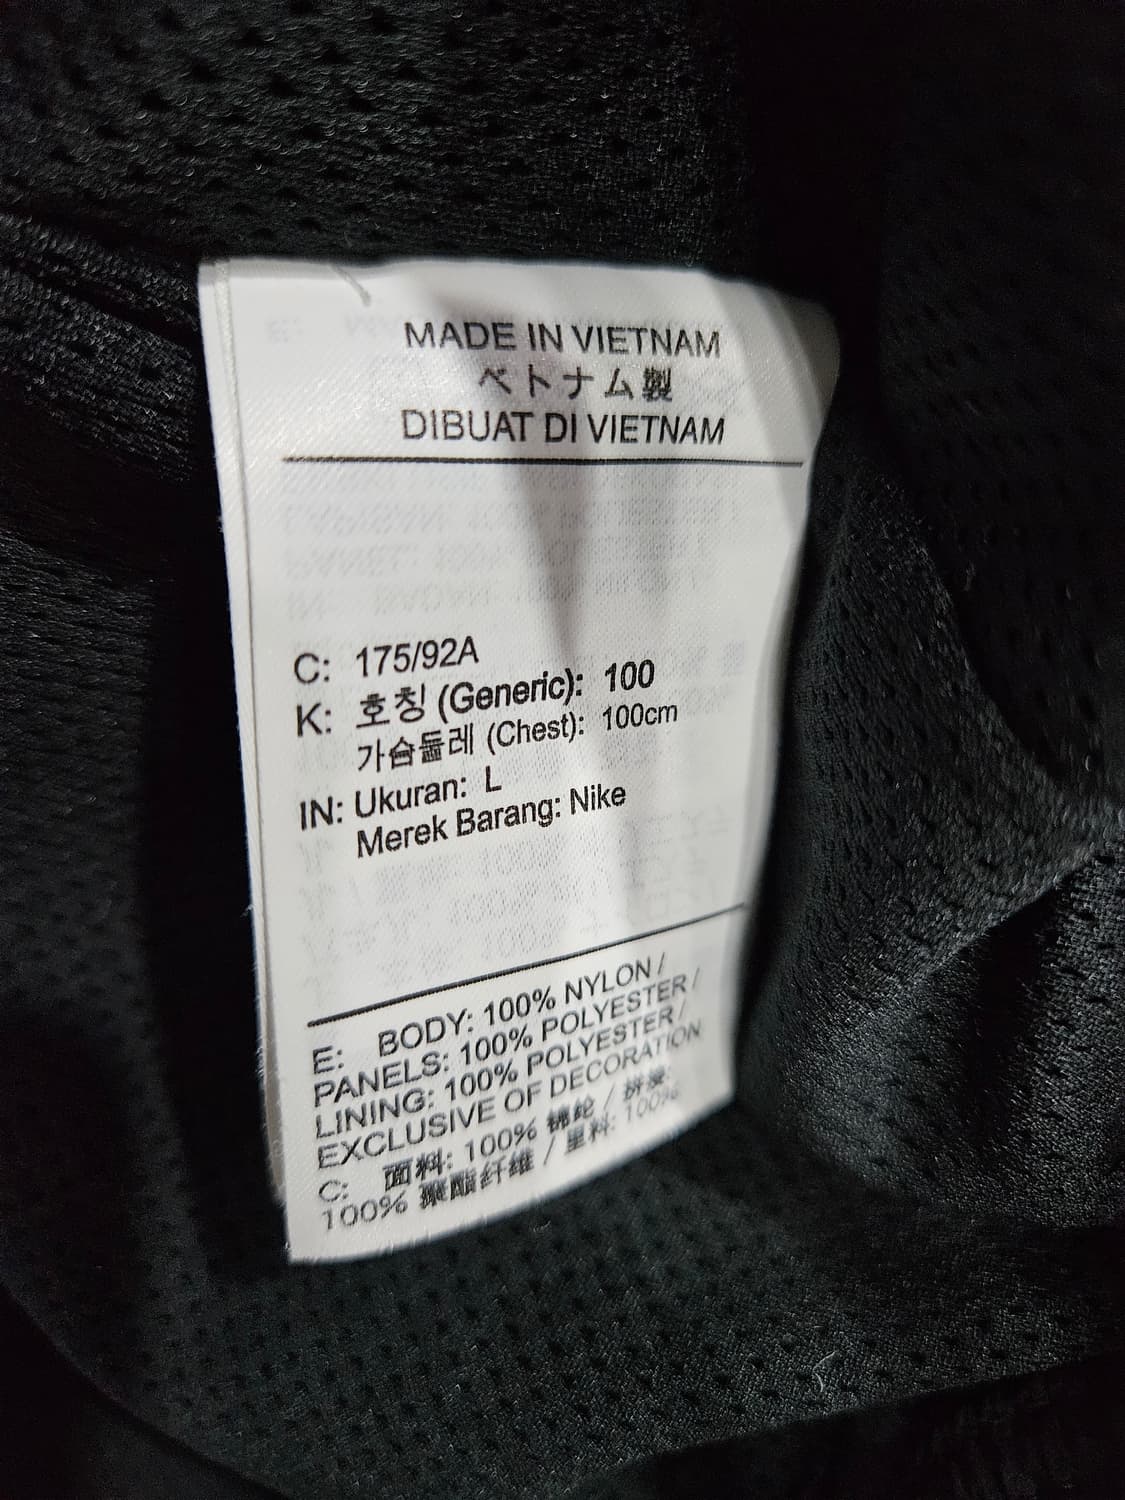 MADE IN VIETNAM
ベトナム製
DIBUAT DI VIETNAM
C: 175/92A
K: 호칭 (Generic): 100
가슴둘레 (Chest): 100cm
IN: Ukuran: L
Merek Barang: Nike
E: BODY: 100% NYLON /
PANELS: 100% POLYESTER /
LINING: 100% POLYESTER /
EXCLUSIVE OF DECORATION
C: 面料: 100% 锦纶 / 拼接:
100% 聚酯纤维 / 里料: 100%